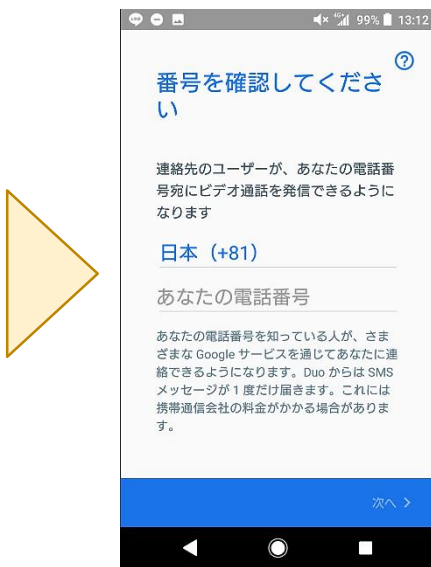 4G 99% 13:12
番号を確認してくださ
い
連絡先のユーザーが、あなたの電話番
号宛にビデオ通話を発信できるように
なります
日本（+81）
あなたの電話番号
あなたの電話番号を知っている人が、さま
ざまな Google サービスを通じてあなたに連
絡できるようになります。Duo からは SMS
メッセージが 1 度だけ届きます。これには
携帯通信会社の料金がかかる場合がありま
す。
次へ